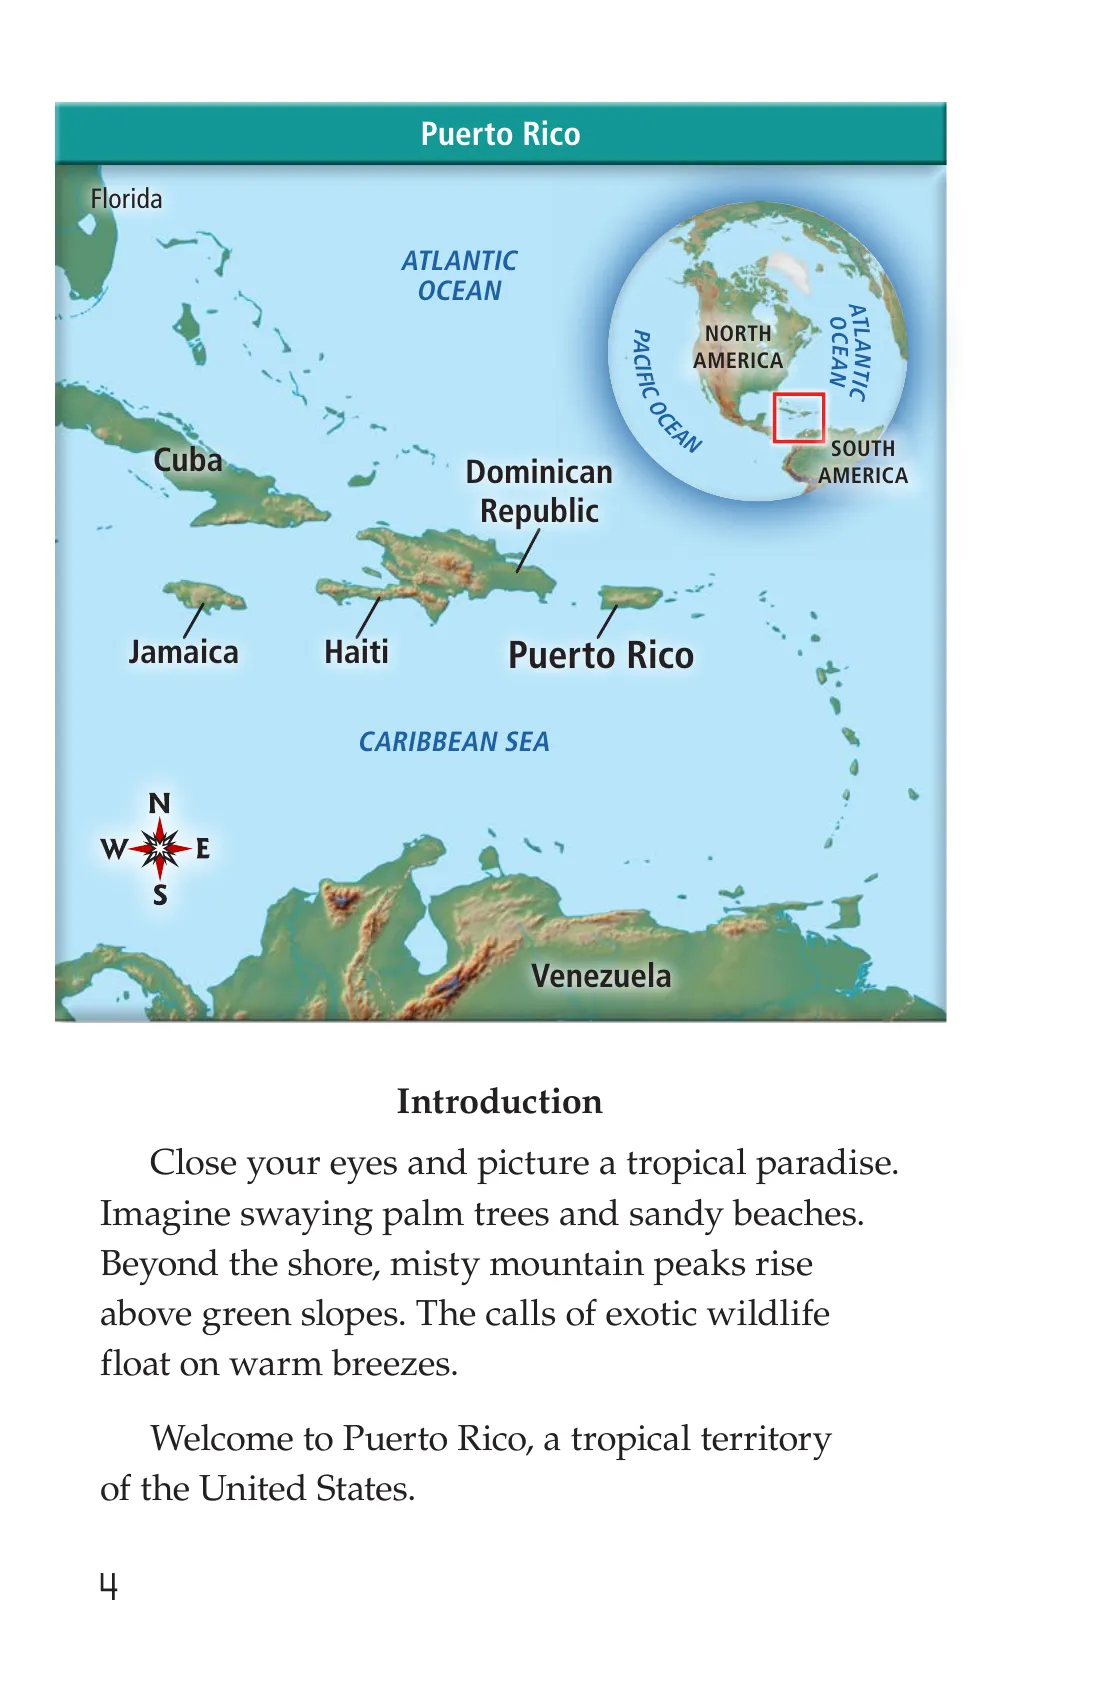 Puerto Rico
Florida
ATLANTIC
OCEAN
NORTH
AMERICA
PACIFIC OCEAN
ATLANTIC
OCEAN
SOUTH
AMERICA
Cuba
Dominican
Republic
Jamaica
Haiti
Puerto Rico
CARIBBEAN SEA
N
W
E
S
Venezuela
Introduction
Close your eyes and picture a tropical paradise.
Imagine swaying palm trees and sandy beaches.
Beyond the shore, misty mountain peaks rise
above green slopes. The calls of exotic wildlife
float on warm breezes.
Welcome to Puerto Rico, a tropical territory
of the United States.
4